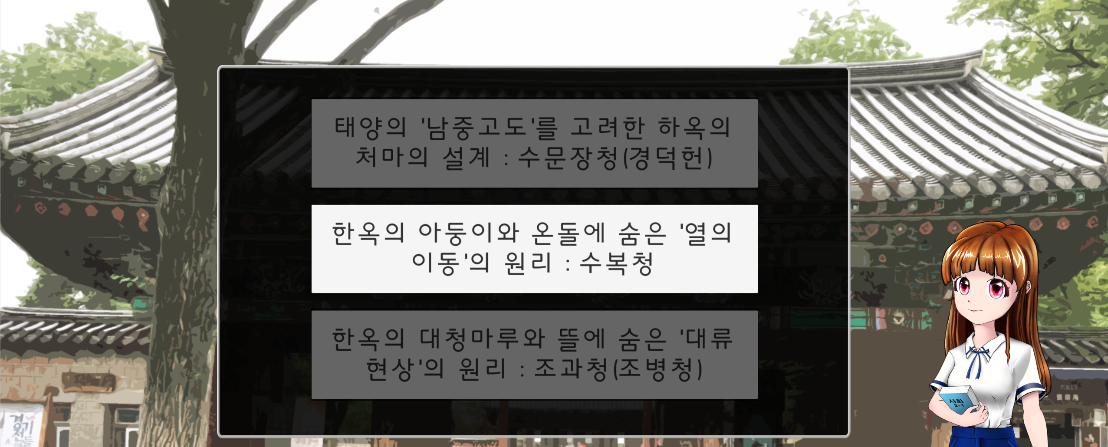 태양의 '남중고도'를 고려한 하옥의
처마의 설계 : 수문장청(경덕헌)
한옥의 아둥이와 온돌에 숨은 '열의
이동'의 원리 : 수복청
한옥의 대청마루와 뜰에 숨은 '대류
현상'의 원리 : 조과청(조병청)